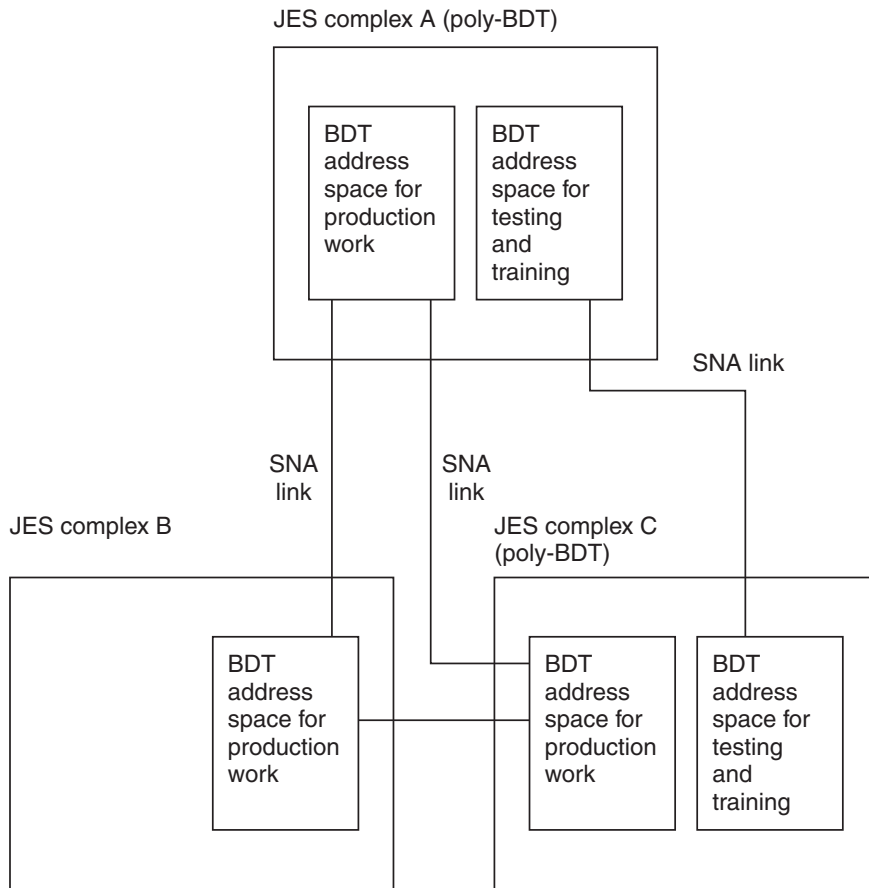 JES complex A (poly-BDT)
BDT
address
space for
production
work
BDT
address
space for
testing
and
training
SNA link
SNA
link
SNA
link
JES complex B
JES complex C
(poly-BDT)
BDT
address
space for
production
work
BDT
address
space for
production
work
BDT
address
space for
testing
and
training